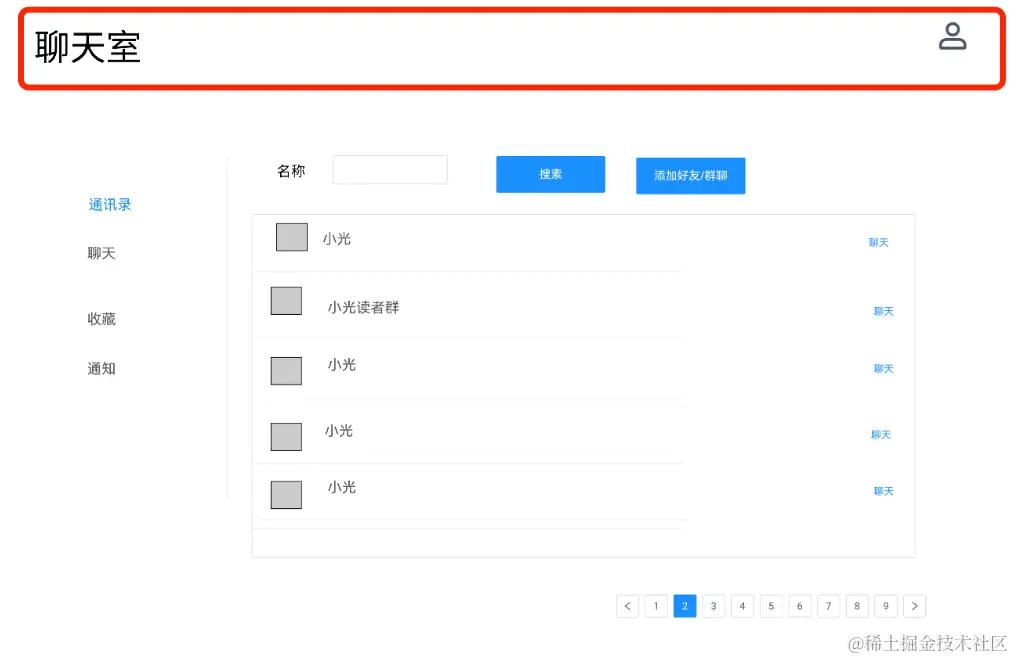 聊天室
名称
搜索
添加好友/群聊
通讯录
聊天
收藏
通知
小光
聊天
小光读者群
聊天
小光
聊天
小光
聊天
小光
聊天
< 1 2 3 4 5 6 7 8 9 >
@稀土掘金技术社区